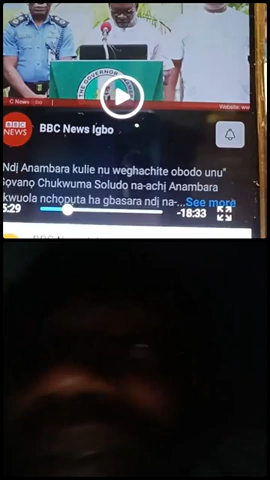 THE GOVERNOR
C News
Website: ww
BBC
NEWS
BBC News Igbo
Ndị Anambara kulie nu weghachite obodo unu"
Gọvanọ Chukwuma Soludo na-achị Anambara
kwuola nchọpụta ha gbasara ndị na-...See more
5:29
-18:33